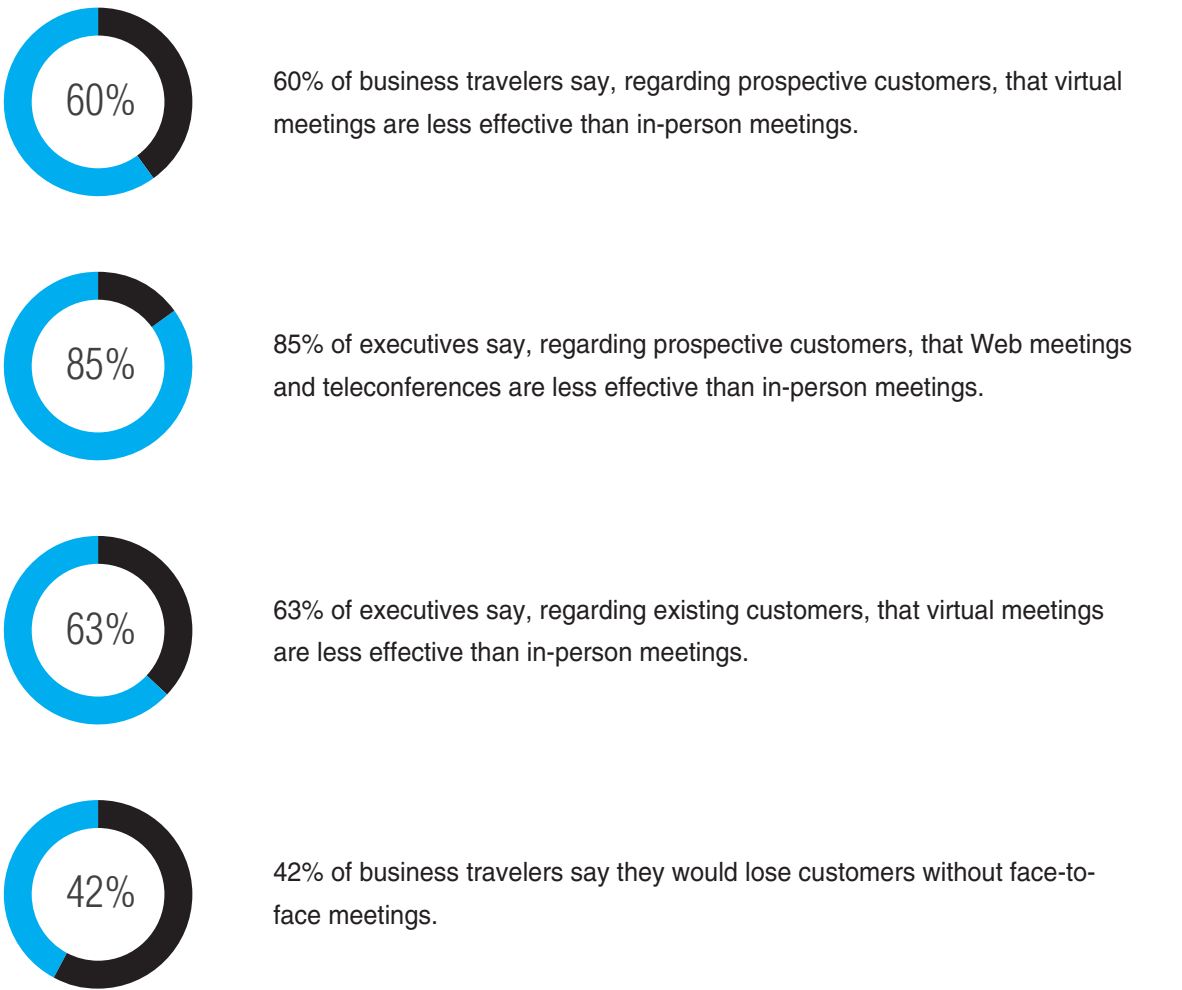 60%
60% of business travelers say, regarding prospective customers, that virtual
meetings are less effective than in-person meetings.
85%
85% of executives say, regarding prospective customers, that Web meetings
and teleconferences are less effective than in-person meetings.
63%
63% of executives say, regarding existing customers, that virtual meetings
are less effective than in-person meetings.
42%
42% of business travelers say they would lose customers without face-to-
face meetings.